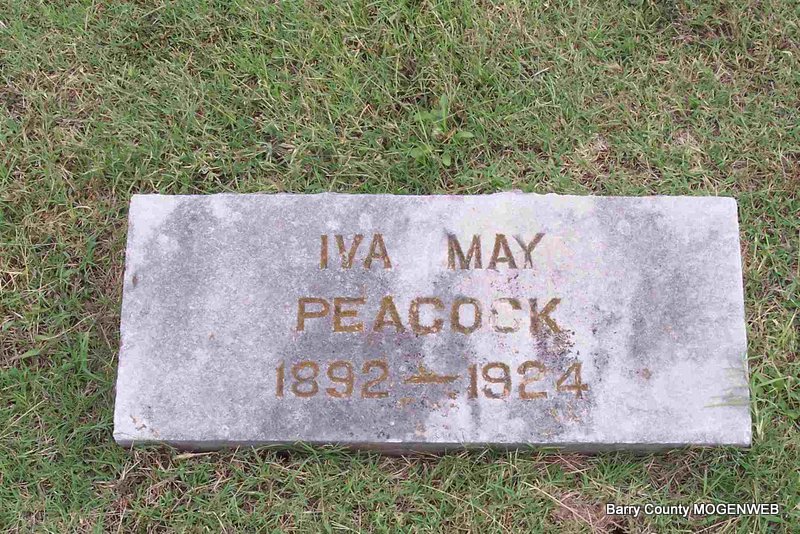 IVA MAY
PEACOCK
1892 — 1924
Barry County MOGENWEB